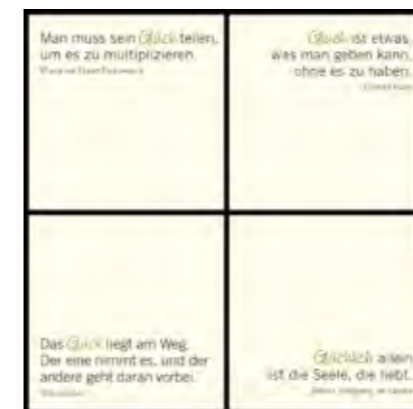 Man muss sein Glück teilen,
um es zu multiplizieren.
Glück ist etwas,
was man geben kann,
ohne es zu haben.
Das Glück liegt am Weg.
Der eine nimmt es, und der
andere geht daran vorbei.
Glücklich allein
ist die Seele, die liebt.